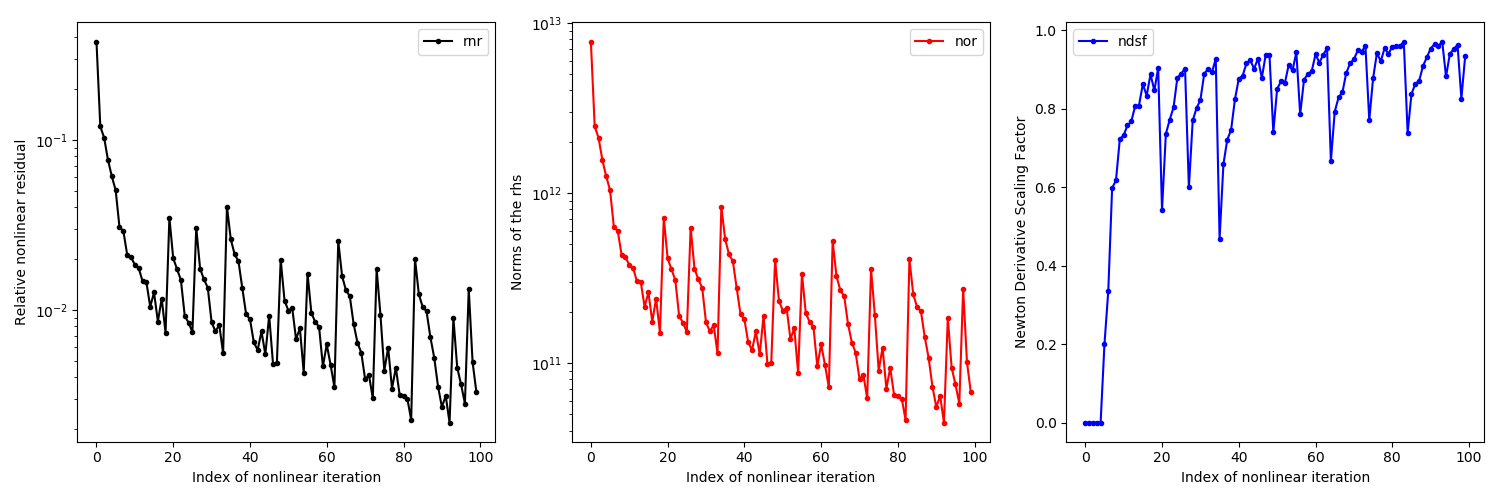 Relative nonlinear residual
10⁻¹
10⁻²
0 20 40 60 80 100
Index of nonlinear iteration
rnr
Norms of the rhs
10¹³
10¹²
10¹¹
0 20 40 60 80 100
Index of nonlinear iteration
nor
Newton Derivative Scaling Factor
1.0
0.8
0.6
0.4
0.2
0.0
0 20 40 60 80 100
Index of nonlinear iteration
ndsf